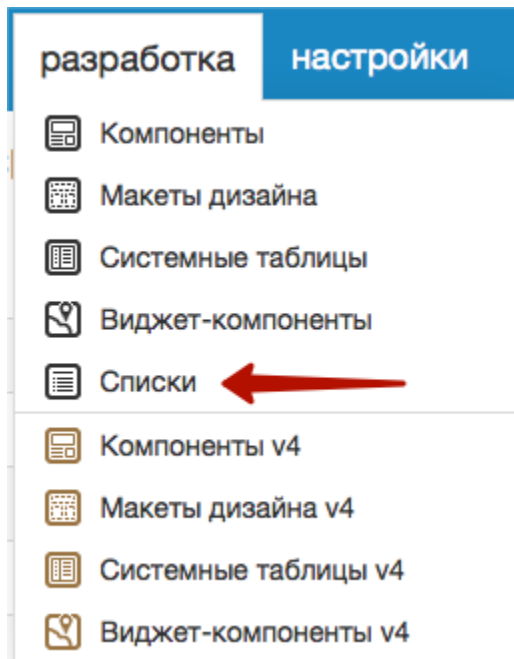 разработка настройки
Компоненты
Макеты дизайна
Системные таблицы
Виджет-компоненты
Списки
Компоненты v4
Макеты дизайна v4
Системные таблицы v4
Виджет-компоненты v4